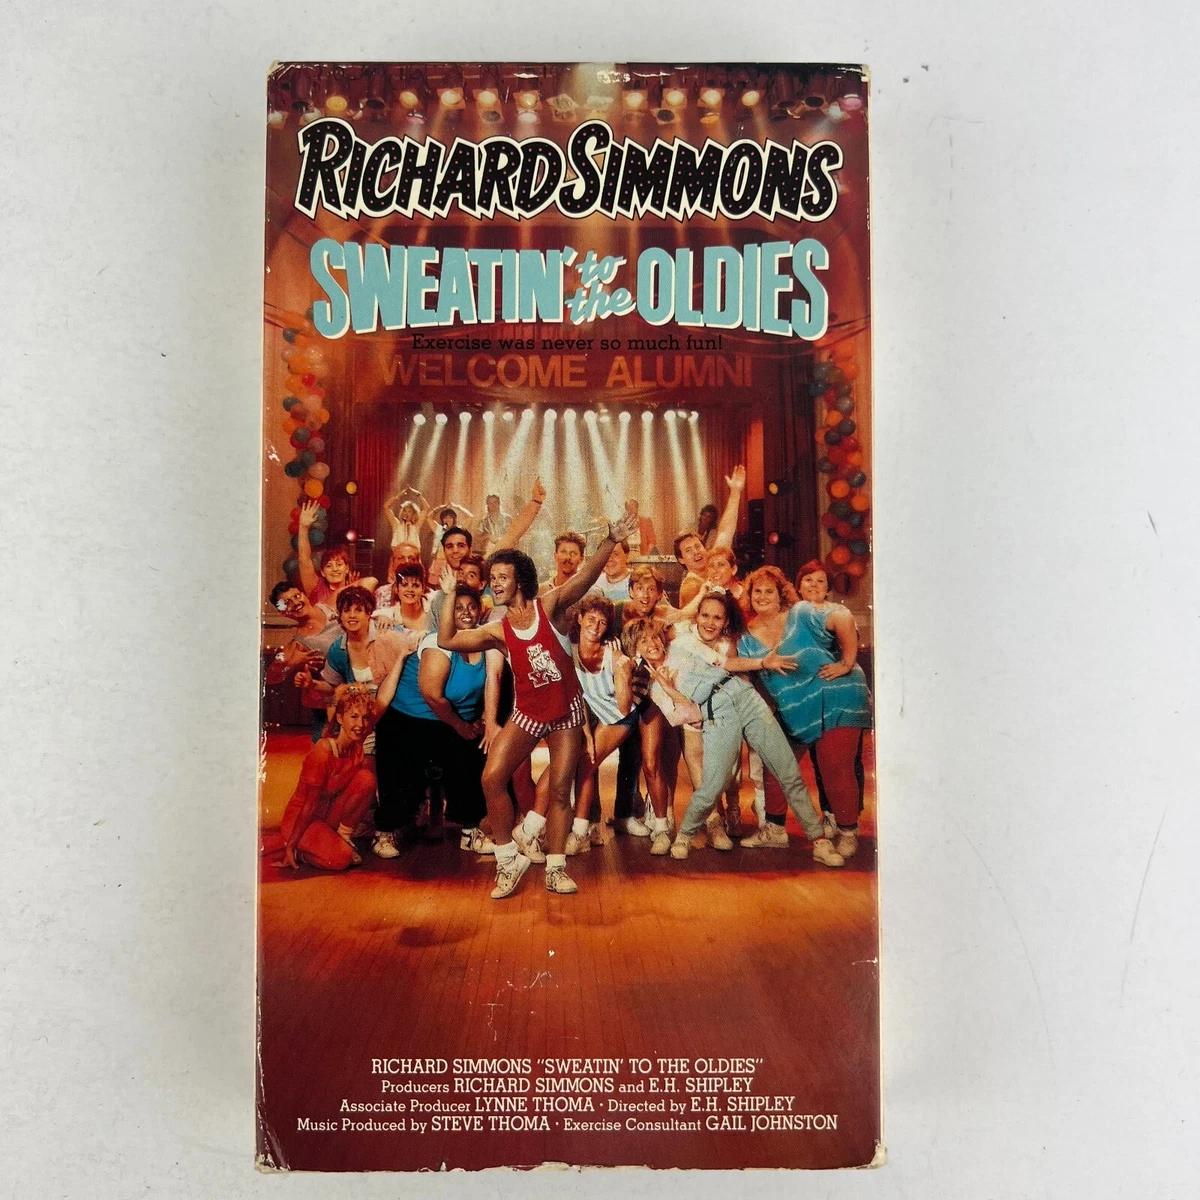 RICHARD SIMMONS
SWEATIN' to the OLDIES
Exercise was never so much fun!
WELCOME ALUMNI
RICHARD SIMMONS "SWEATIN' TO THE OLDIES"
Producers RICHARD SIMMONS and E.H. SHIPLEY
Associate Producer LYNNE THOMA · Directed by E.H. SHIPLEY
Music Produced by STEVE THOMA · Exercise Consultant GAIL JOHNSTON